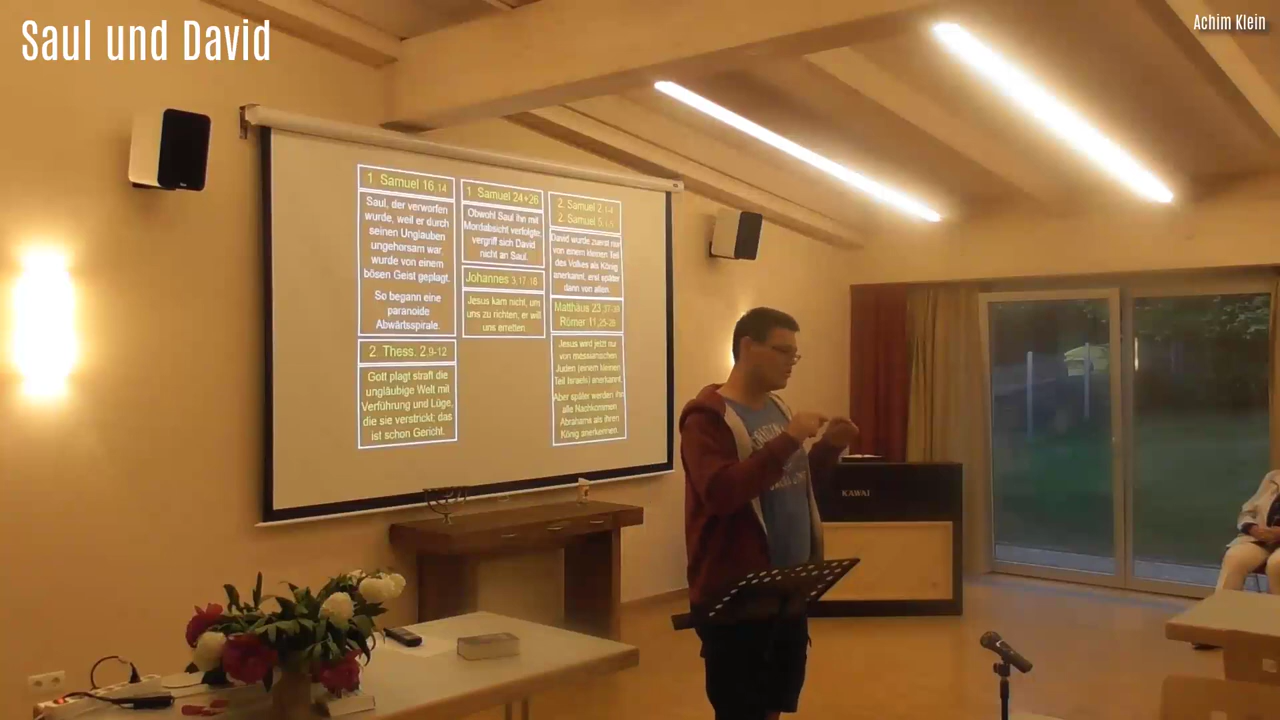 Saul und David
Achim Klein
1. Samuel 16,14
Saul, der verworfen
wurde, weil er durch
seinen Unglauben
ungehorsam war,
wurde von einem
bösen Geist geplagt.
So begann eine
paranoide
Abwärtsspirale.
2. Thess. 2,9-12
Gott plagt straft die
ungläubige Welt mit
Verführung und Lüge,
die sie verstrickt; das
ist schon Gericht.
1. Samuel 24+26
Obwohl Saul ihn mit
Mordabsicht verfolgte,
vergriff sich David
nicht an Saul.
Johannes 3,17-18
Jesus kam nicht, um
uns zu richten, er will
uns erretten.
2. Samuel 2,1-4
2. Samuel 5,1-5
David wurde zuerst nur
von einem kleinen Teil
des Volkes als König
anerkannt, erst später
dann von allen.
Matthäus 23,37-39
Römer 11,25-26
Jesus wird jetzt nur
von messianischen
Juden (einem kleinen
Teil Israels) anerkannt.
Aber später werden ihn
alle Nachkommen
Abrahams als ihren
König anerkennen.
KAWAI
ORIGINAL